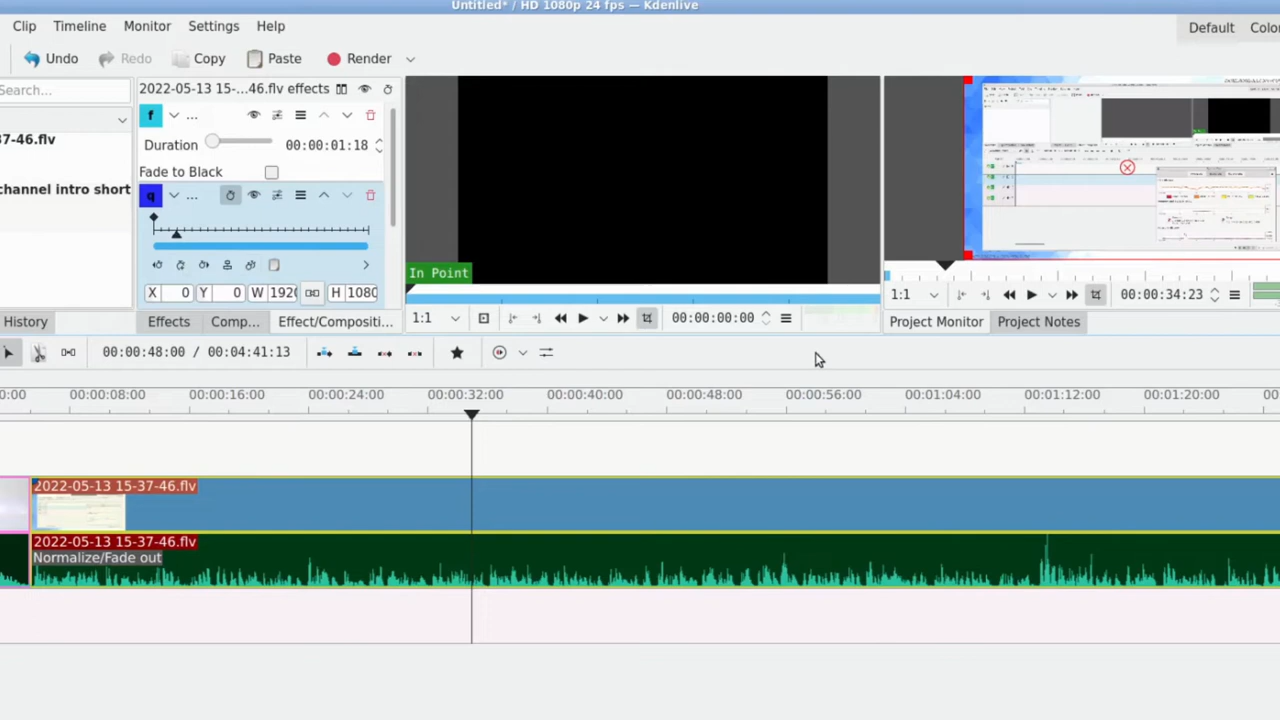 Untitled* / HD 1080p 24 fps — Kdenlive
Clip Timeline Monitor Settings Help
Default Color
Undo Redo Copy Paste Render
Search...
2022-05-13 15-...46.flv effects
f ...
37-46.flv
Duration 00:00:01:18
Fade to Black
channel intro short
q ...
In Point
X 0 Y 0 W 192 H 1080
1:1 00:00:00:00
1:1 00:00:34:23
History Effects Comp... Effect/Compositi... Project Monitor Project Notes
00:00:48:00 / 00:04:41:13
0:00 00:00:08:00 00:00:16:00 00:00:24:00 00:00:32:00 00:00:40:00 00:00:48:00 00:00:56:00 00:01:04:00 00:01:12:00 00:01:20:00 00
2022-05-13 15-37-46.flv
2022-05-13 15-37-46.flv
Normalize/Fade out